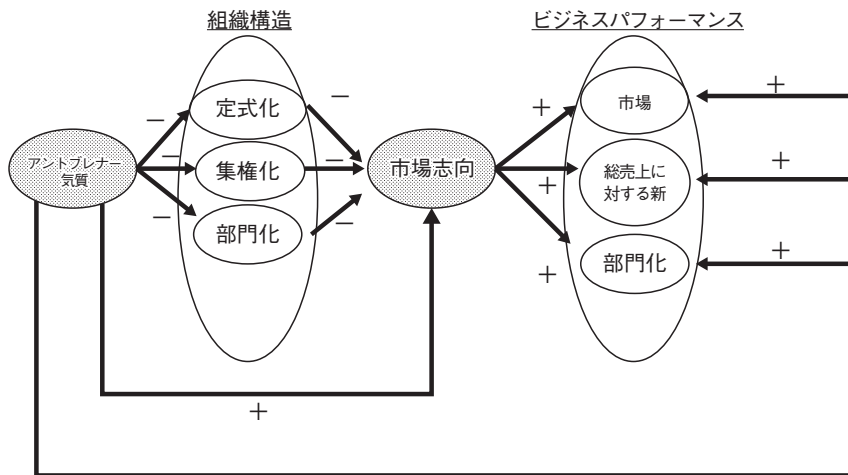 組織構造
ビジネスパフォーマンス
アントプレナー
気質
定式化
集権化
部門化
市場志向
市場
総売上に
対する新
部門化
－
－
－
－
－
－
＋
＋
＋
＋
＋
＋
＋